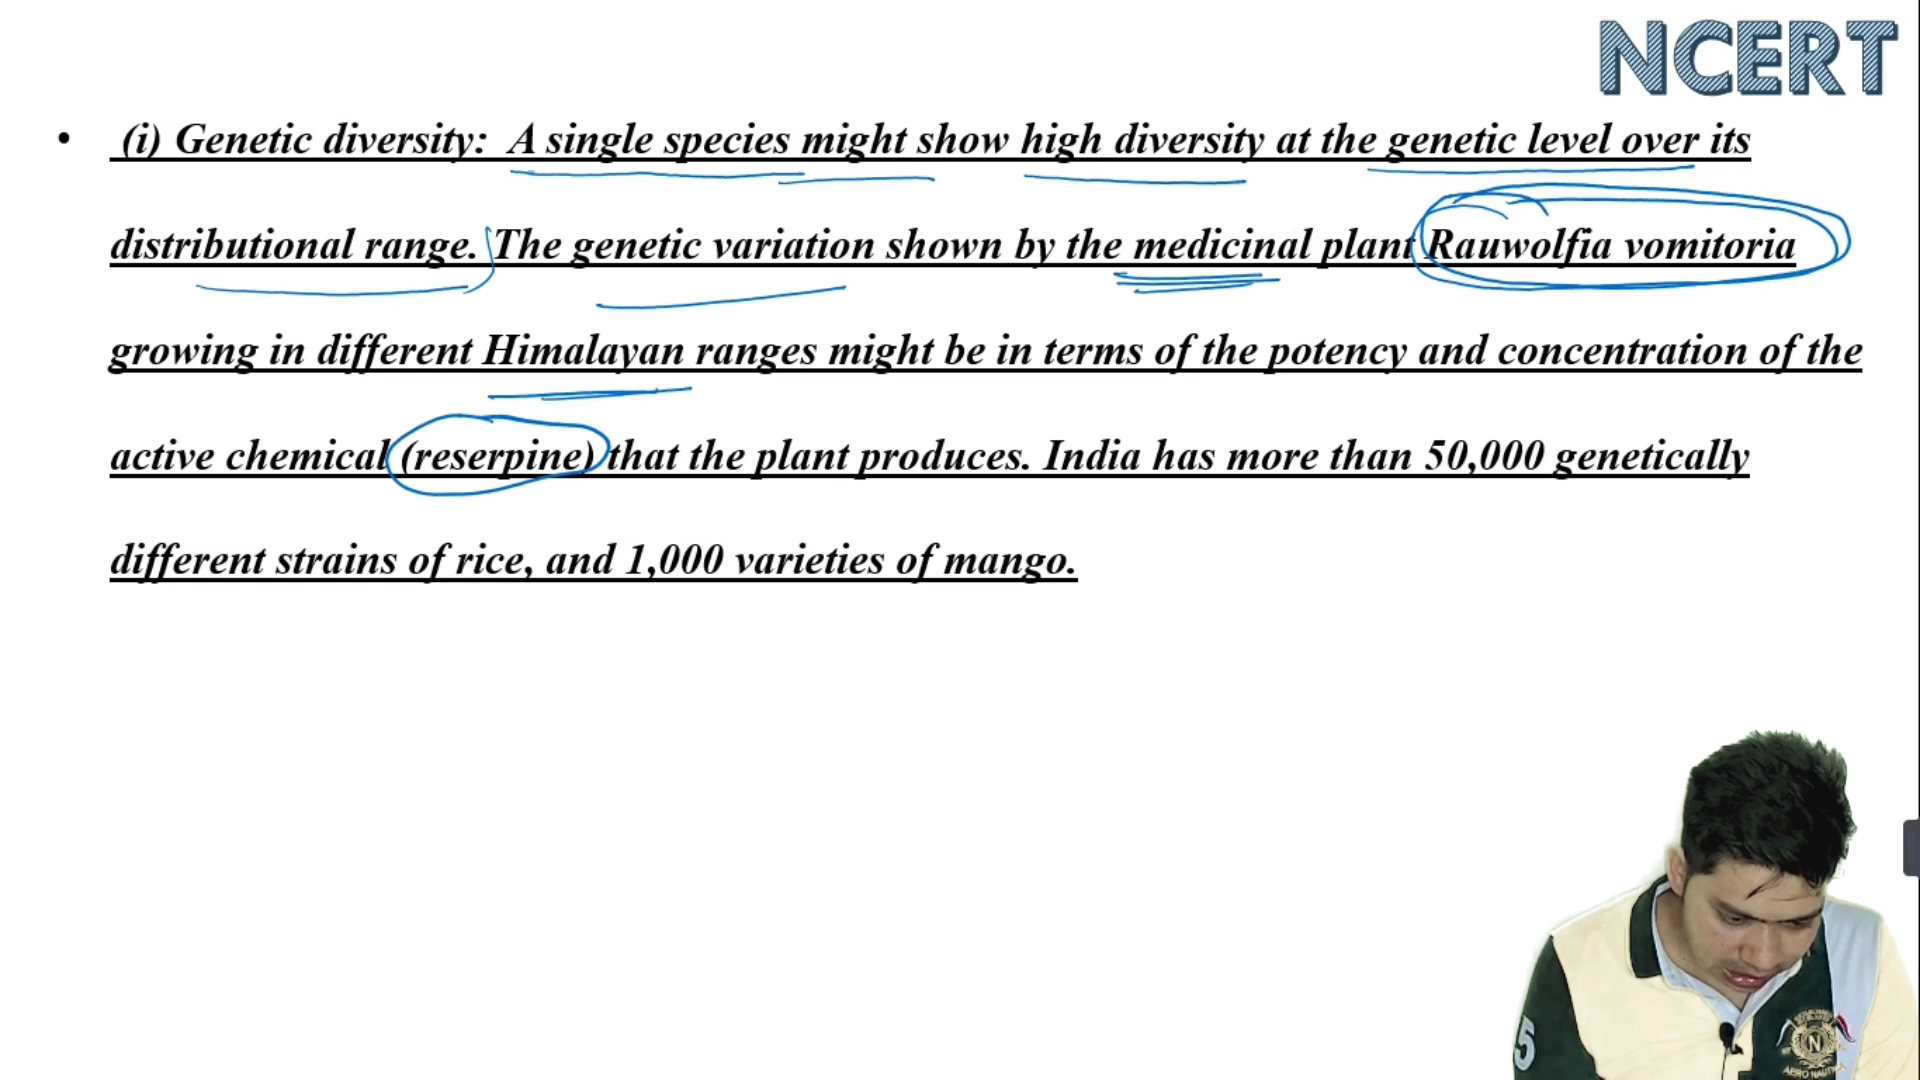 NCERT
• (i) Genetic diversity: A single species might show high diversity at the genetic level over its
distributional range. The genetic variation shown by the medicinal plant Rauwolfia vomitoria
growing in different Himalayan ranges might be in terms of the potency and concentration of the
active chemical (reserpine) that the plant produces. India has more than 50,000 genetically
different strains of rice, and 1,000 varieties of mango.
5
N